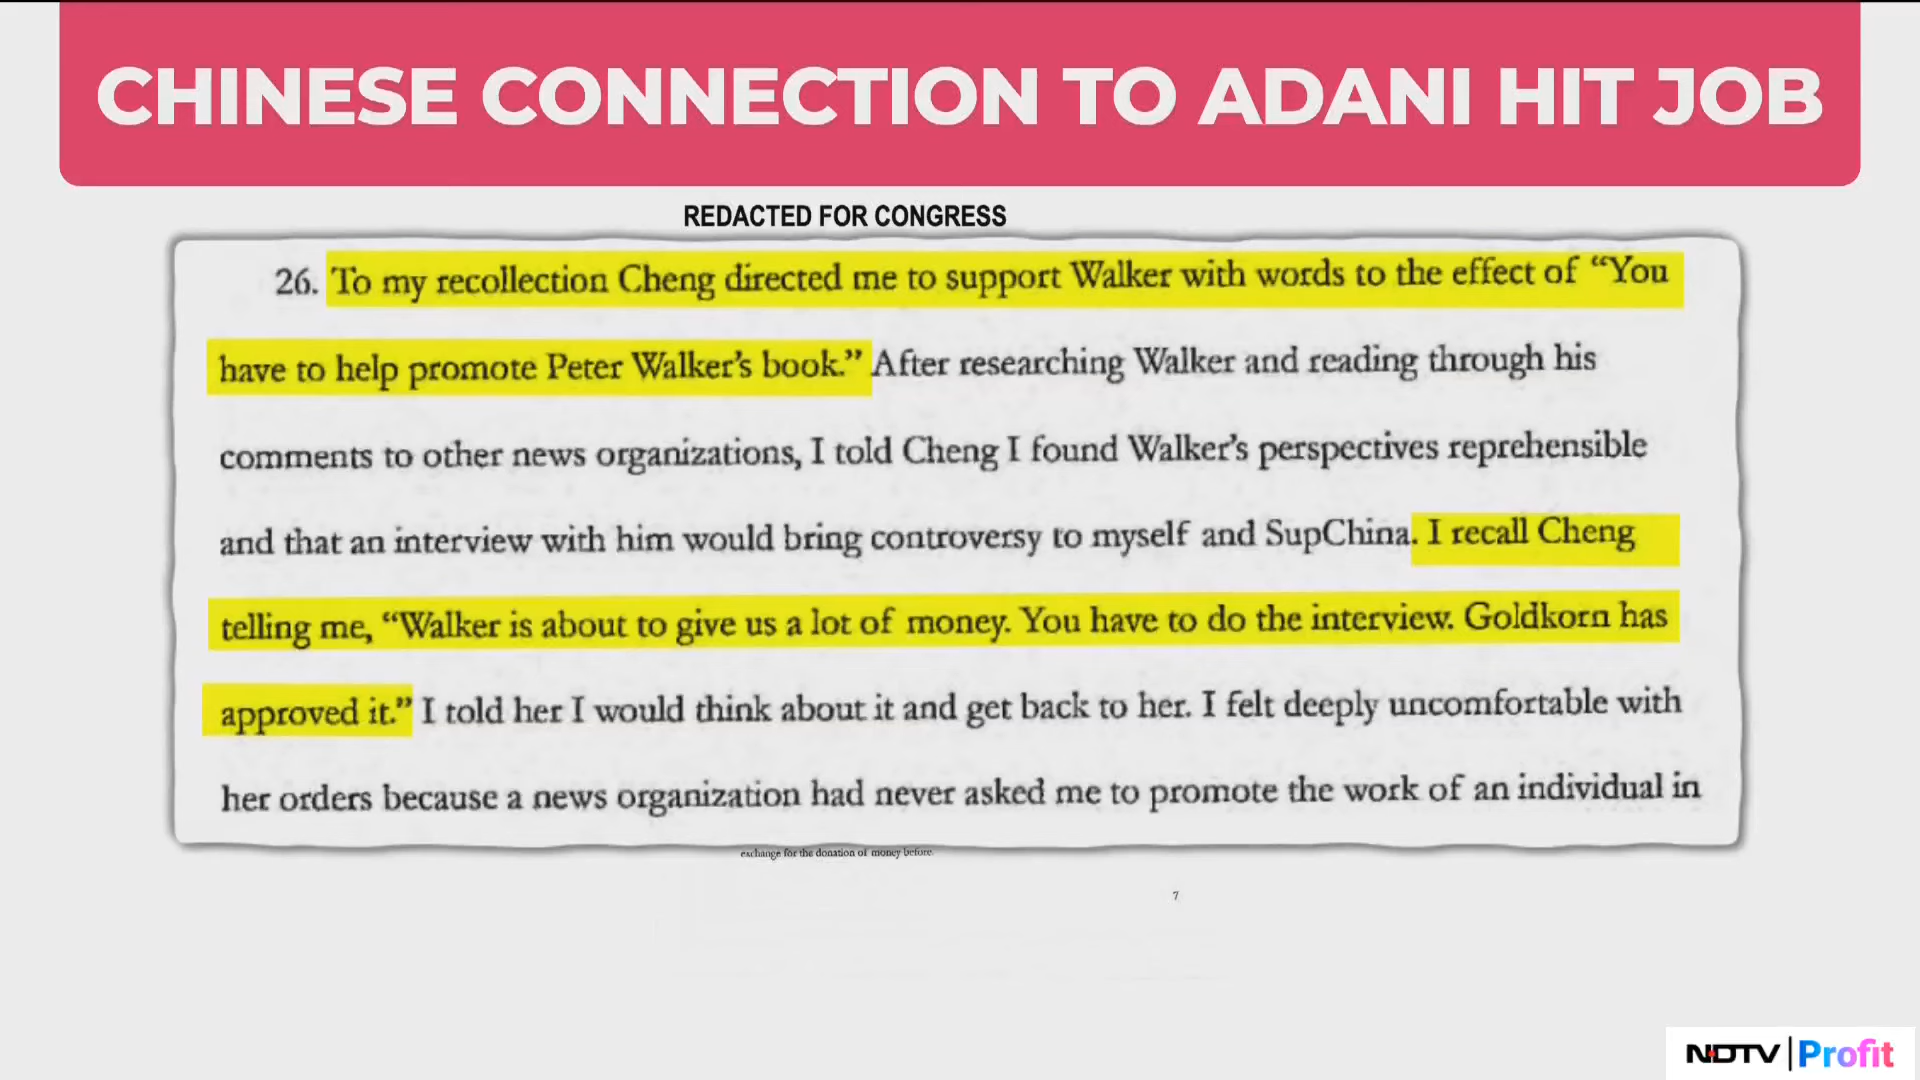 CHINESE CONNECTION TO ADANI HIT JOB
REDACTED FOR CONGRESS
26. To my recollection Cheng directed me to support Walker with words to the effect of “You
have to help promote Peter Walker’s book.” After researching Walker and reading through his
comments to other news organizations, I told Cheng I found Walker’s perspectives reprehensible
and that an interview with him would bring controversy to myself and SupChina. I recall Cheng
telling me, “Walker is about to give us a lot of money. You have to do the interview. Goldkorn has
approved it.” I told her I would think about it and get back to her. I felt deeply uncomfortable with
her orders because a news organization had never asked me to promote the work of an individual in
exchange for the donation of money before.
7
NDTV Profit